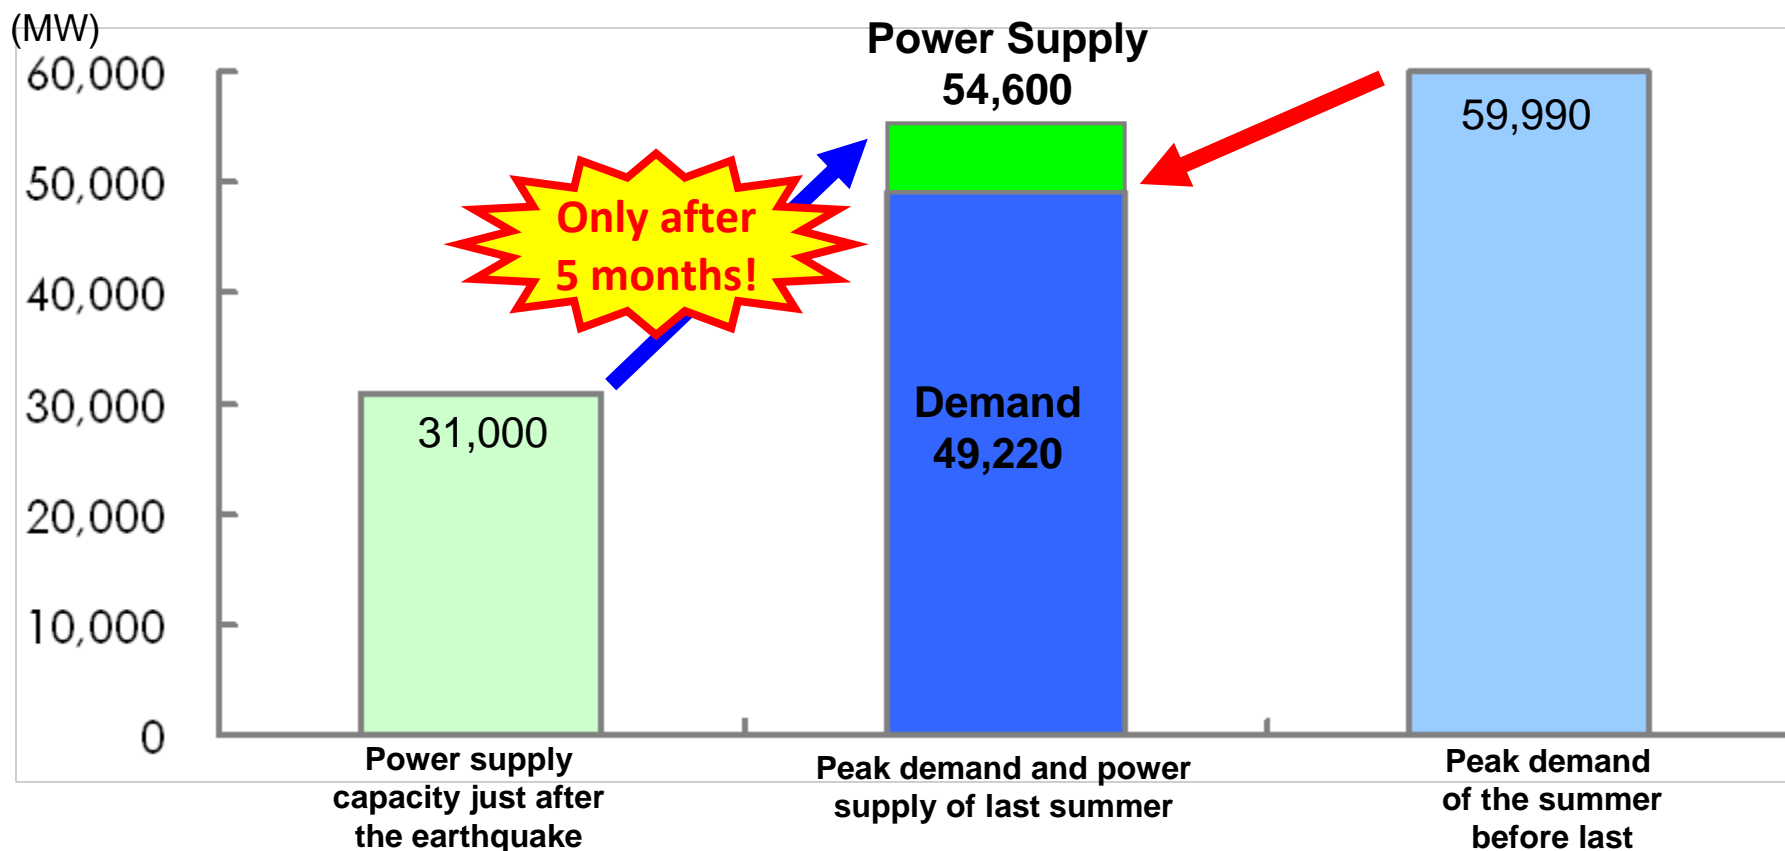 (MW)
60,000
50,000
40,000
30,000
20,000
10,000
0
Power Supply
54,600
59,990
Only after
5 months!
31,000
Demand
49,220
Power supply
capacity just after
the earthquake
Peak demand and power
supply of last summer
Peak demand
of the summer
before last